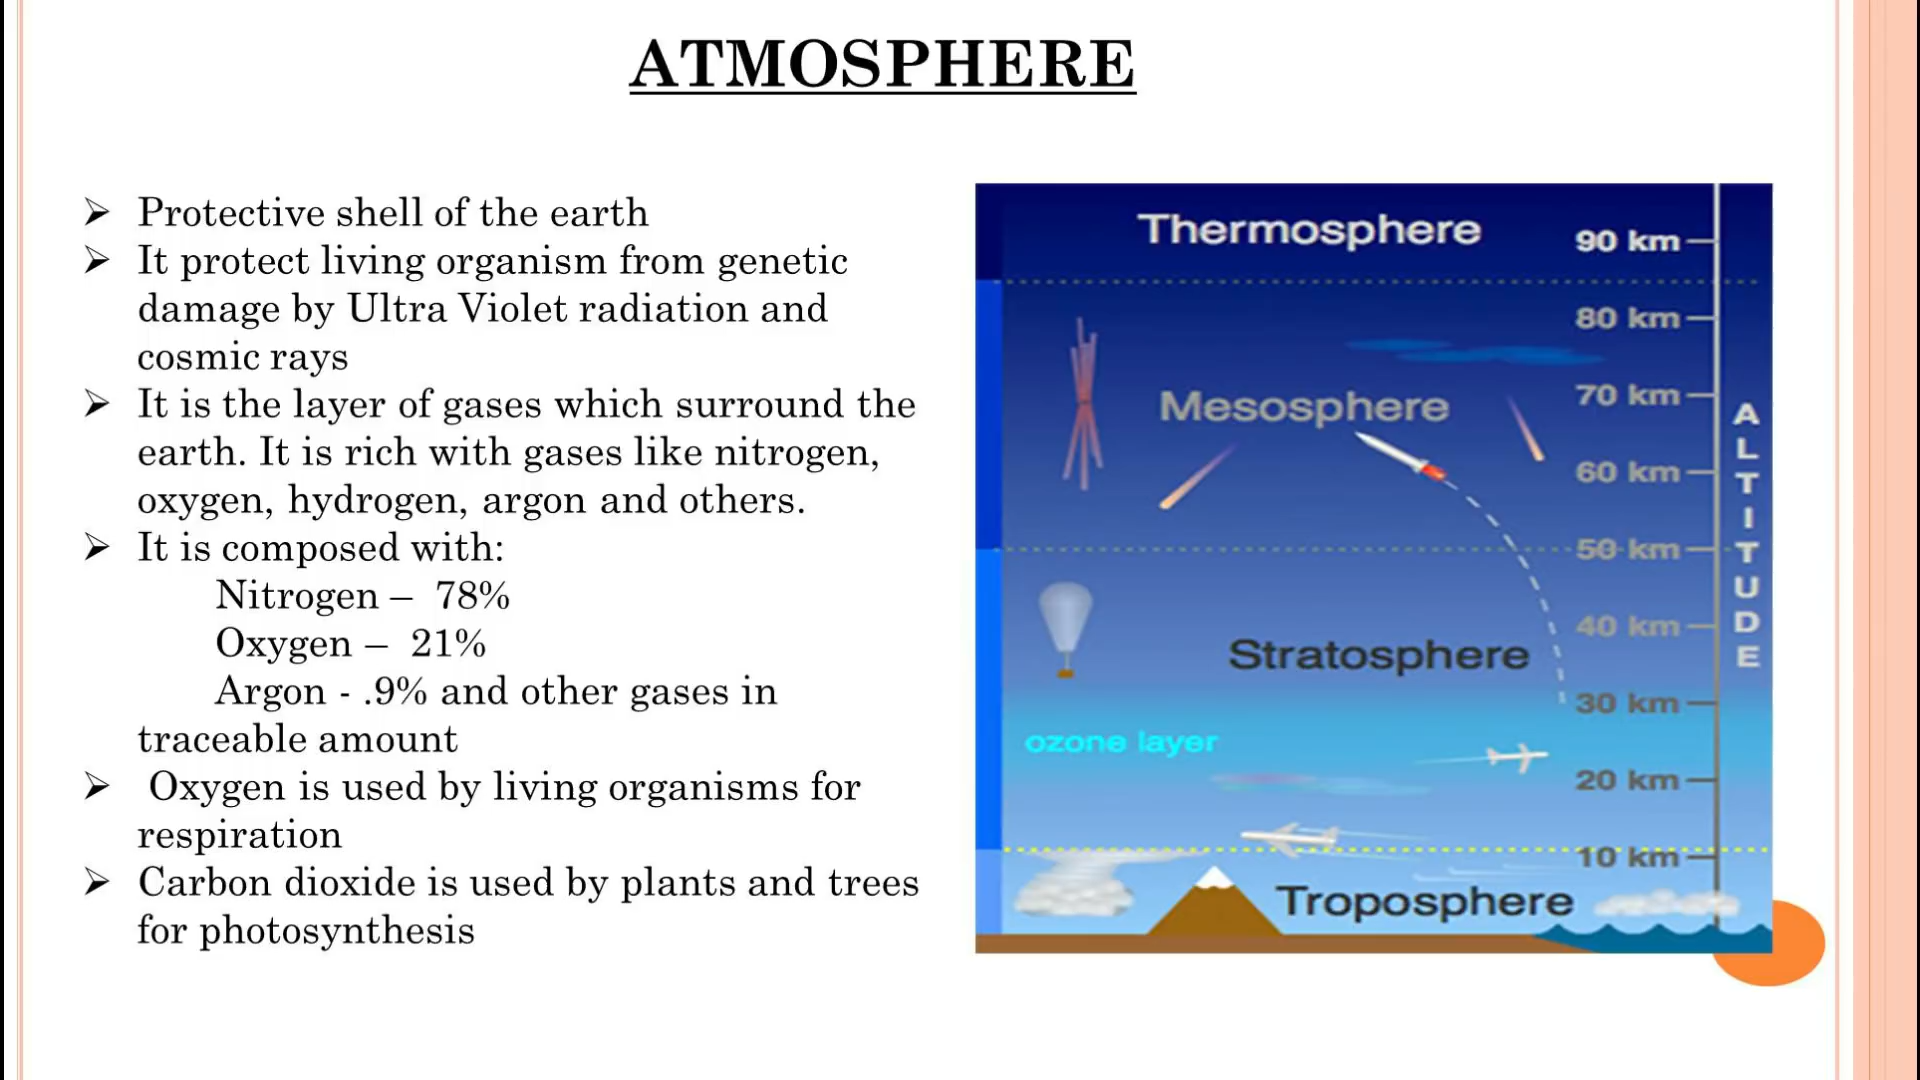 ATMOSPHERE
➢ Protective shell of the earth
➢ It protect living organism from genetic
damage by Ultra Violet radiation and
cosmic rays
➢ It is the layer of gases which surround the
earth. It is rich with gases like nitrogen,
oxygen, hydrogen, argon and others.
➢ It is composed with:
Nitrogen – 78%
Oxygen – 21%
Argon - .9% and other gases in
traceable amount
➢ Oxygen is used by living organisms for
respiration
➢ Carbon dioxide is used by plants and trees
for photosynthesis
Thermosphere
90 km
80 km
Mesosphere
70 km
60 km
50 km
40 km
Stratosphere
30 km
ozone layer
20 km
10 km
Troposphere
ALTITUDE